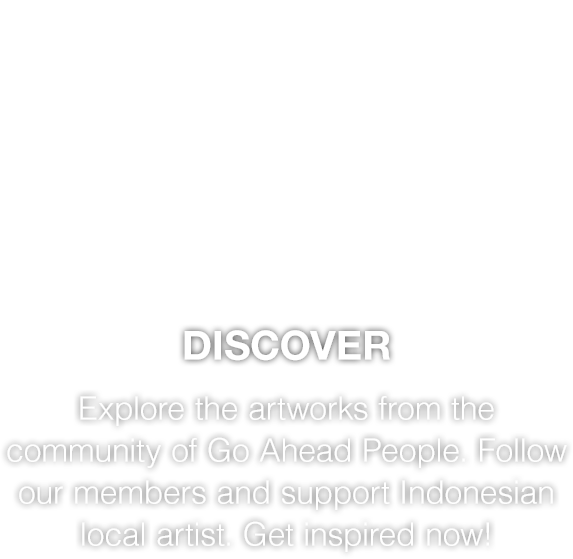 DISCOVER
Explore the artworks from the
community of Go Ahead People. Follow
our members and support Indonesian
local artist. Get inspired now!